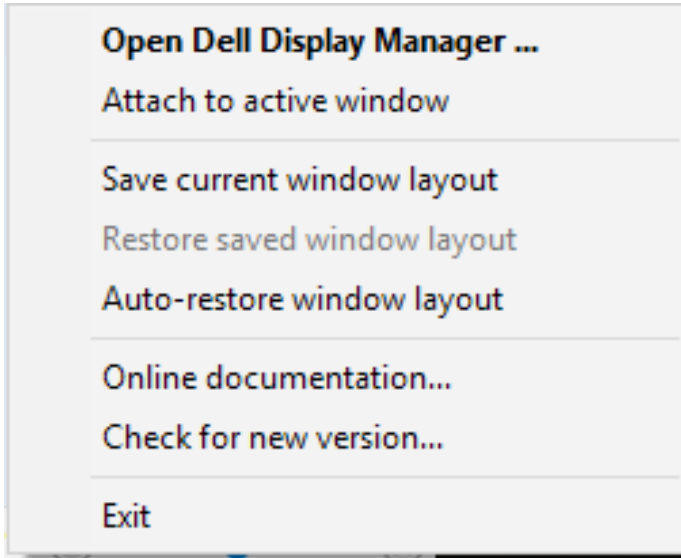 Open Dell Display Manager ...
Attach to active window
Save current window layout
Restore saved window layout
Auto-restore window layout
Online documentation...
Check for new version...
Exit